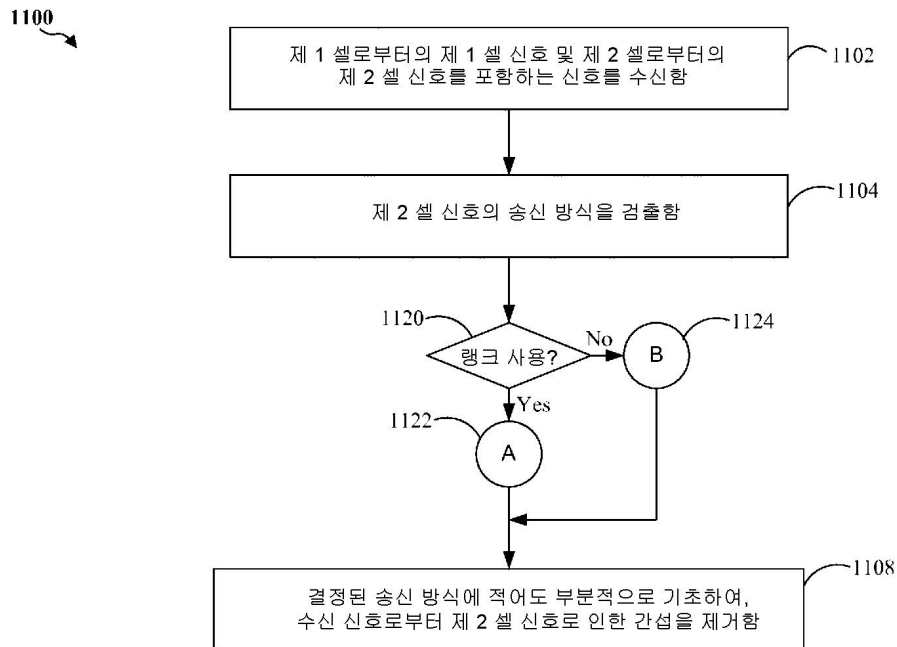 1100
제 1 셀로부터의 제 1 셀 신호 및 제 2 셀로부터의
제 2 셀 신호를 포함하는 신호를 수신함
1102
제 2 셀 신호의 송신 방식을 검출함
1104
1120
랭크 사용?
No
B
1124
Yes
1122
A
결정된 송신 방식에 적어도 부분적으로 기초하여,
수신 신호로부터 제 2 셀 신호로 인한 간섭을 제거함
1108